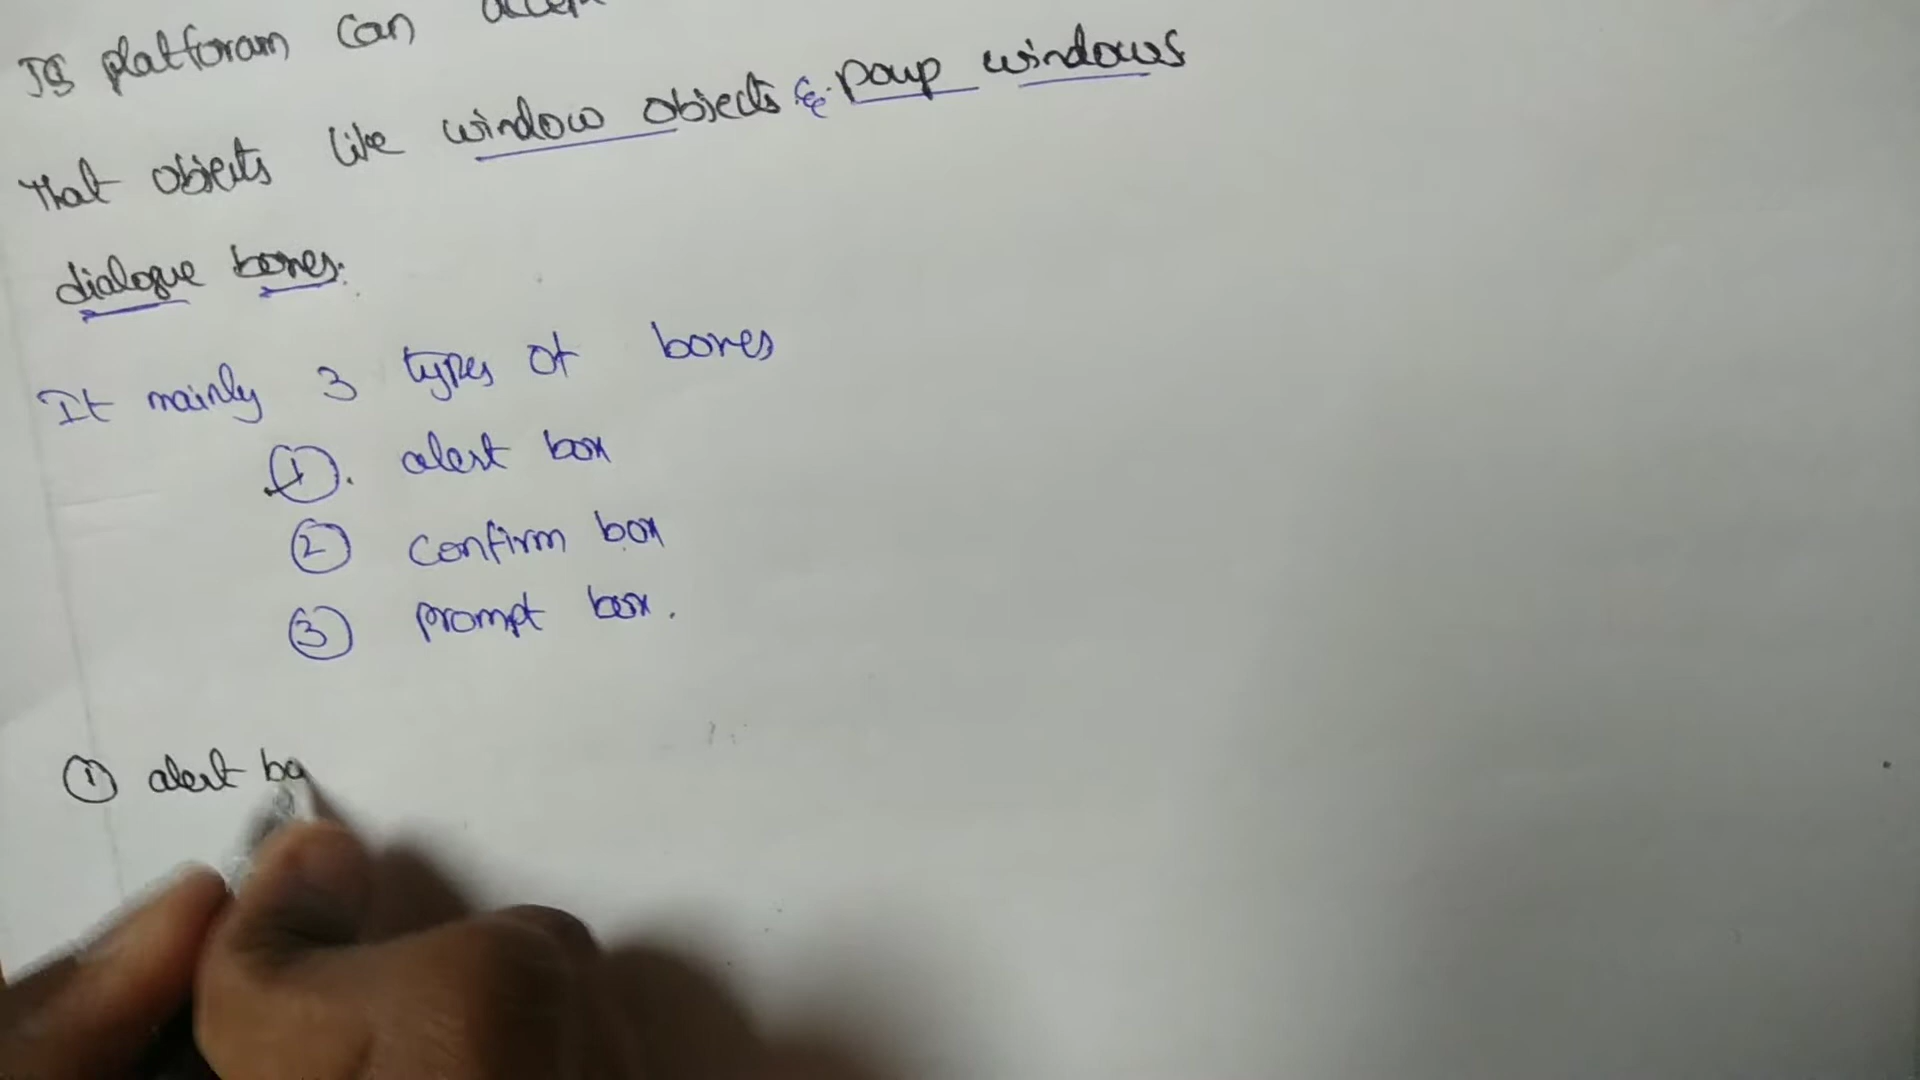 JS platforam can
that objects like window objects & poup windows
dialogue boxes.
It mainly 3 types of boxes
①. alert box
② confirm box
③ prompt box.
① alert bo